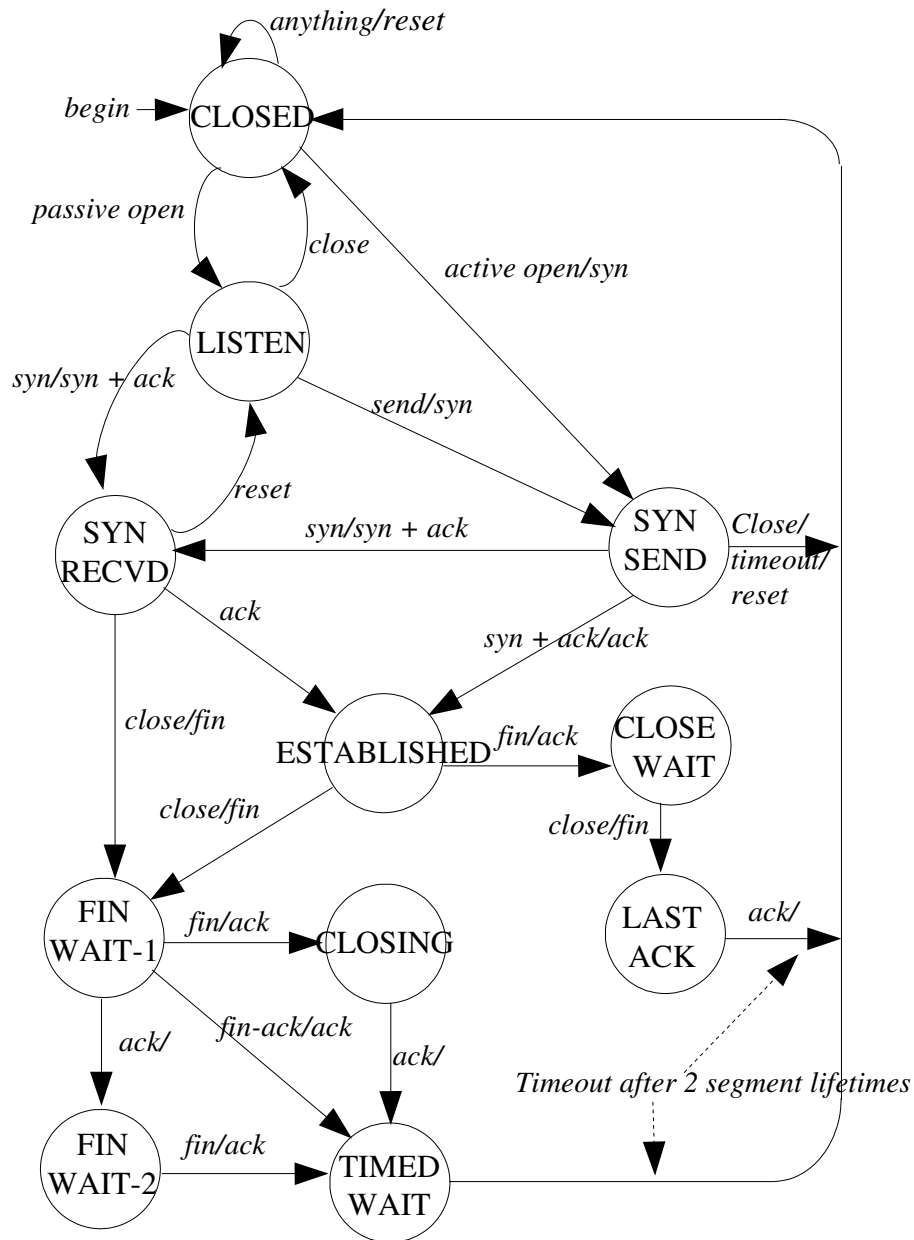 anything/reset
begin
CLOSED
passive open
close
active open/syn
LISTEN
syn/syn + ack
send/syn
reset
SYN
RECVD
syn/syn + ack
SYN
SEND
Close/
timeout/
reset
ack
syn + ack/ack
close/fin
ESTABLISHED
fin/ack
CLOSE
WAIT
close/fin
close/fin
FIN
WAIT-1
fin/ack
CLOSING
LAST
ACK
ack/
ack/
fin-ack/ack
ack/
Timeout after 2 segment lifetimes
FIN
WAIT-2
fin/ack
TIMED
WAIT